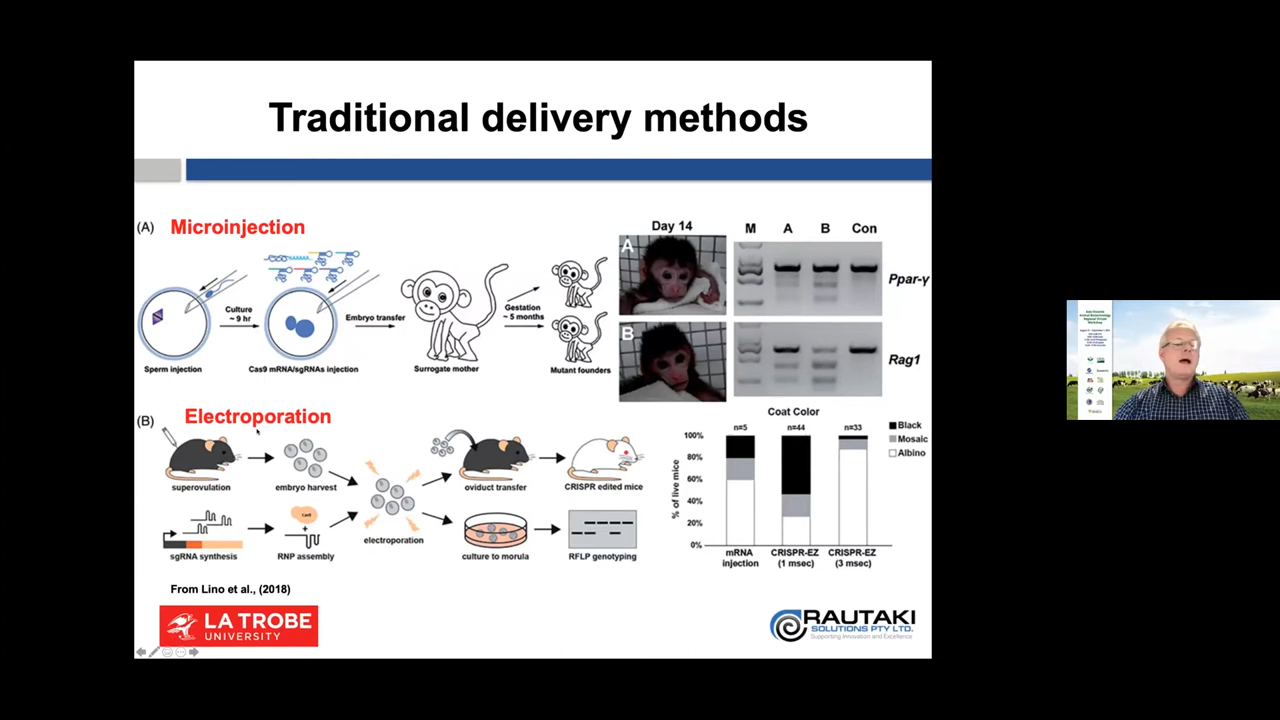 Traditional delivery methods
(A) Microinjection
Culture
~ 9 hr
Embryo transfer
Gestation
~ 5 months
Sperm injection
Cas9 mRNA/sgRNAs injection
Surrogate mother
Mutant founders
Day 14
A
B
M A B Con
Ppar-γ
Rag1
(B) Electroporation
superovulation
embryo harvest
electroporation
oviduct transfer
CRISPR edited mice
sgRNA synthesis
Cas9
+
RNP assembly
culture to morula
RFLP genotyping
Coat Color
n=5 n=44 n=33
Black
Mosaic
Albino
% of live mice
100%
80%
60%
40%
20%
0%
mRNA
injection
CRISPR-EZ
(1 msec)
CRISPR-EZ
(3 msec)
From Lino et al., (2018)
LA TROBE
UNIVERSITY
RAUTAKI
SOLUTIONS PTY LTD.
Supporting Innovation and Excellence